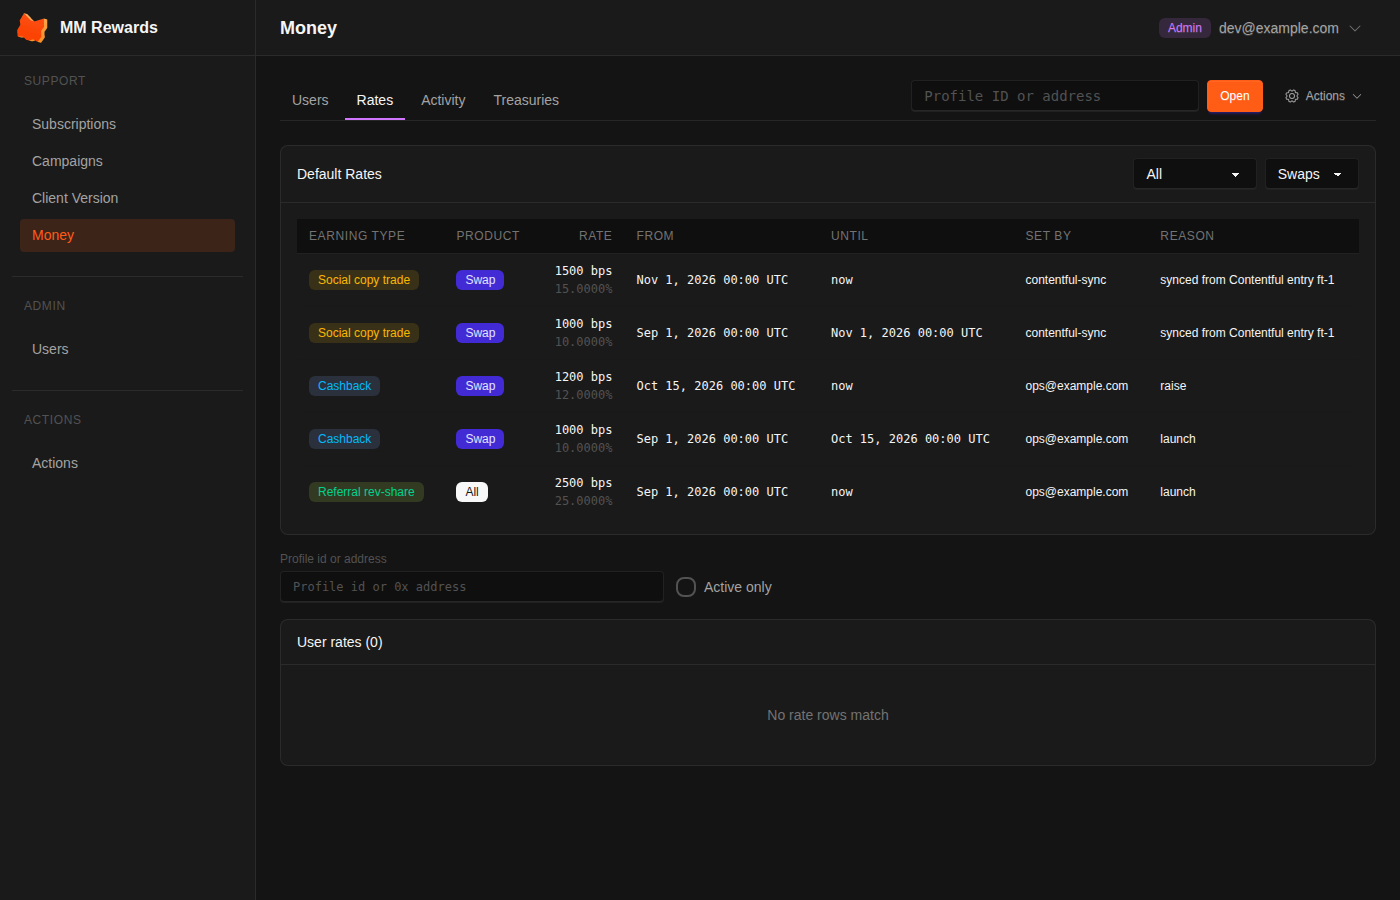 MM Rewards
Money
Admin dev@example.com
SUPPORT
Subscriptions
Campaigns
Client Version
Money
ADMIN
Users
ACTIONS
Actions
Users Rates Activity Treasuries
Profile ID or address Open Actions
Default Rates All Swaps
EARNING TYPE PRODUCT RATE FROM UNTIL SET BY REASON
Social copy trade Swap 1500 bps Nov 1, 2026 00:00 UTC now contentful-sync synced from Contentful entry ft-1
15.0000%
Social copy trade Swap 1000 bps Sep 1, 2026 00:00 UTC Nov 1, 2026 00:00 UTC contentful-sync synced from Contentful entry ft-1
10.0000%
Cashback Swap 1200 bps Oct 15, 2026 00:00 UTC now ops@example.com raise
12.0000%
Cashback Swap 1000 bps Sep 1, 2026 00:00 UTC Oct 15, 2026 00:00 UTC ops@example.com launch
10.0000%
Referral rev-share All 2500 bps Sep 1, 2026 00:00 UTC now ops@example.com launch
25.0000%
Profile id or address
Profile id or 0x address Active only
User rates (0)
No rate rows match